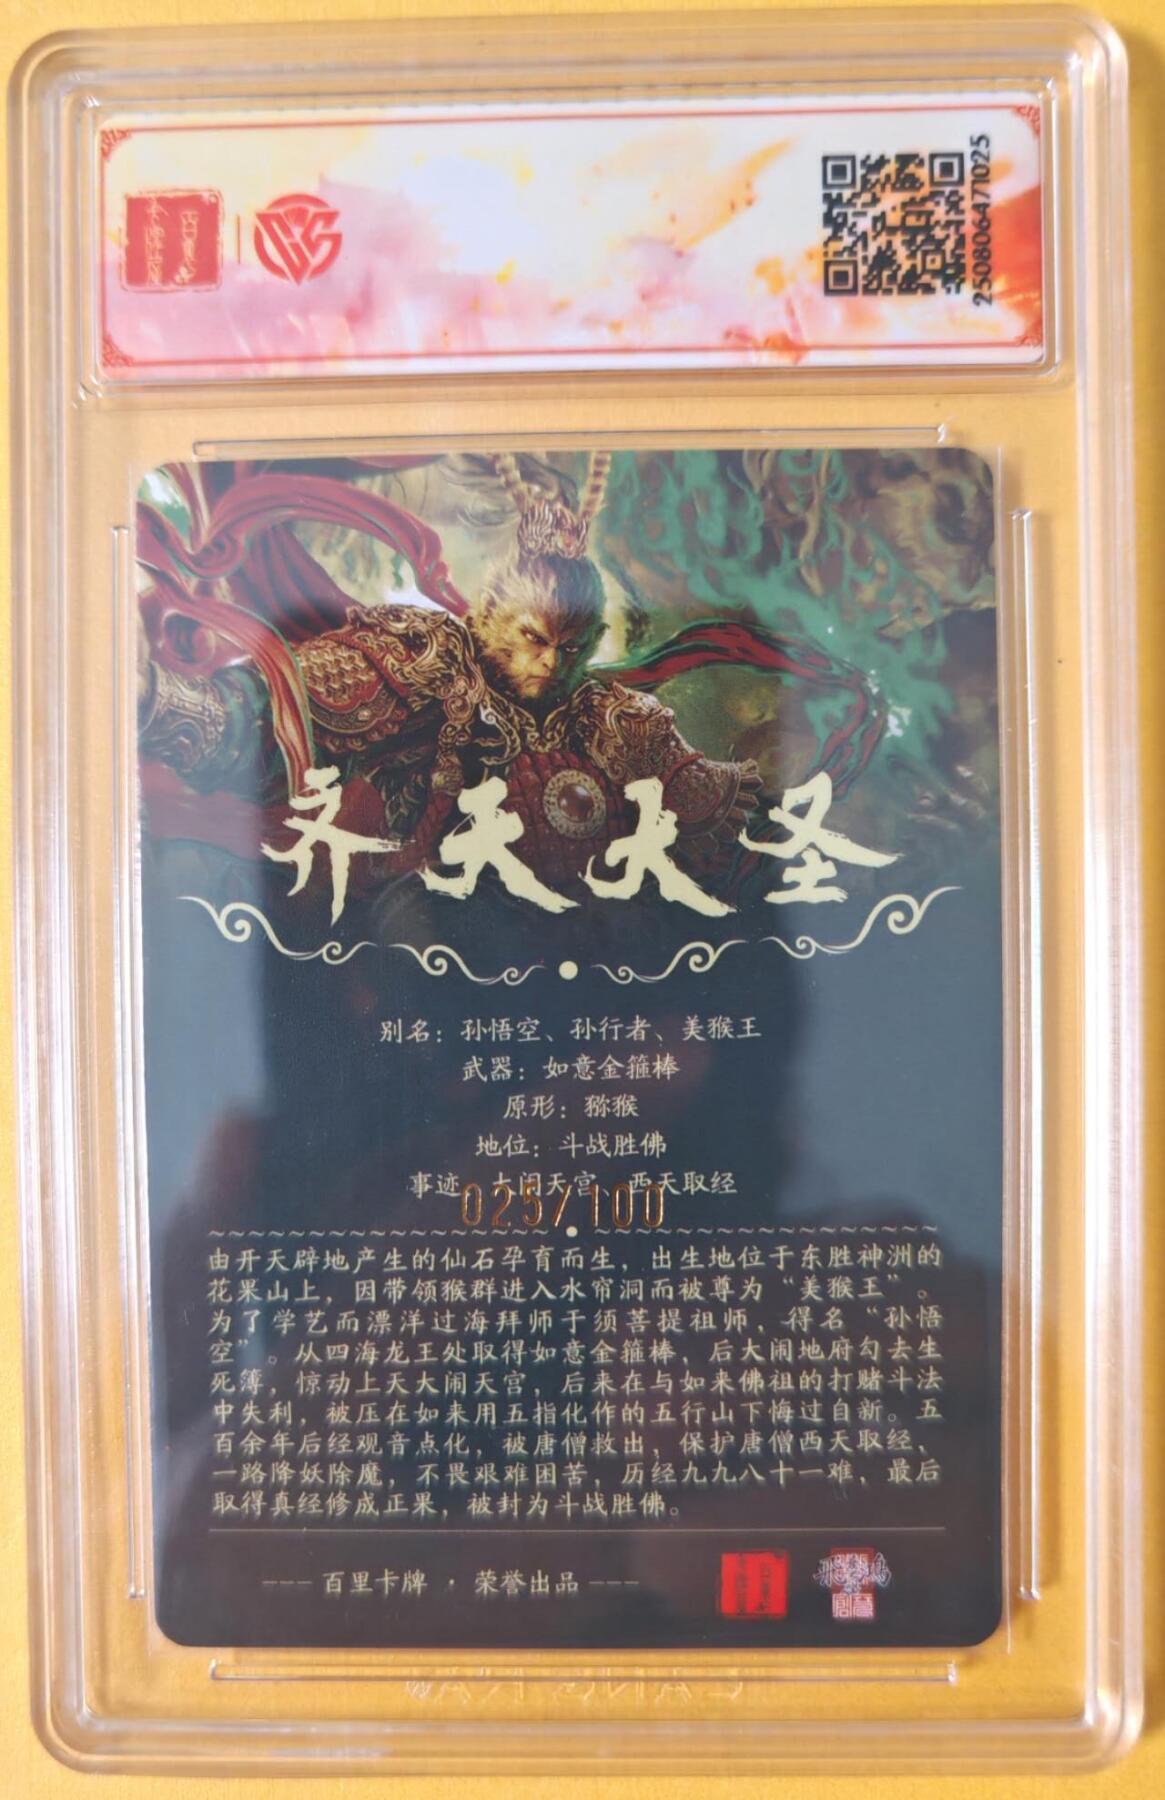 250806471025
齐天大圣
别名：孙悟空、孙行者、美猴王
武器：如意金箍棒
原形：猕猴
地位：斗战胜佛
事迹：大闹天宫、西天取经
025/100
由开天辟地产生的仙石孕育而生，出生地位于东胜神洲的
花果山上，因带领猴群进入水帘洞而被尊为“美猴王”。
为了学艺而漂洋过海拜师于须菩提祖师，得名“孙悟
空”。从四海龙王处取得如意金箍棒，后大闹地府勾去生
死簿，惊动上天大闹天宫，后来在与如来佛祖的打赌斗法
中失利，被压在如来用五指化作的五行山下悔过自新。五
百余年后经观音点化，被唐僧救出，保护唐僧西天取经，
一路降妖除魔，不畏艰难困苦，历经九九八十一难，最后
取得真经修成正果，被封为斗战胜佛。
--- 百里卡牌 · 荣誉出品 ---